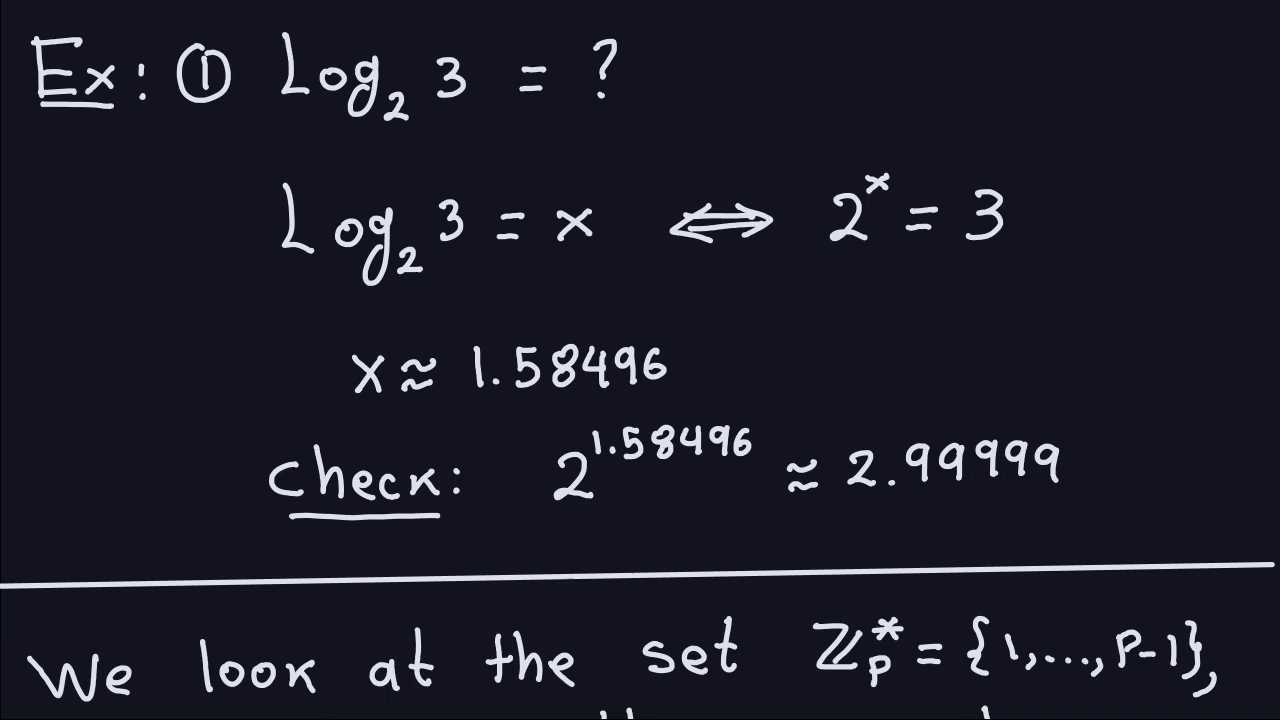 Ex: ① Log₂ 3 = ?
Log₂ 3 = x ⟺ 2ˣ = 3
x ≈ 1.58496
Check: 2^1.58496 ≈ 2.99999
We look at the set ℤₚ* = {1,...,p-1},